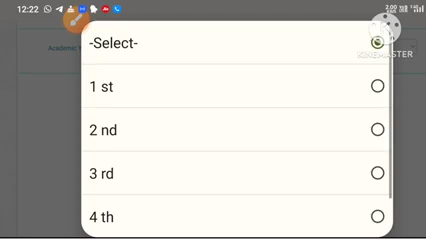 12:22
-Select-
KINEMASTER
Academic
1 st
2 nd
3 rd
4 th